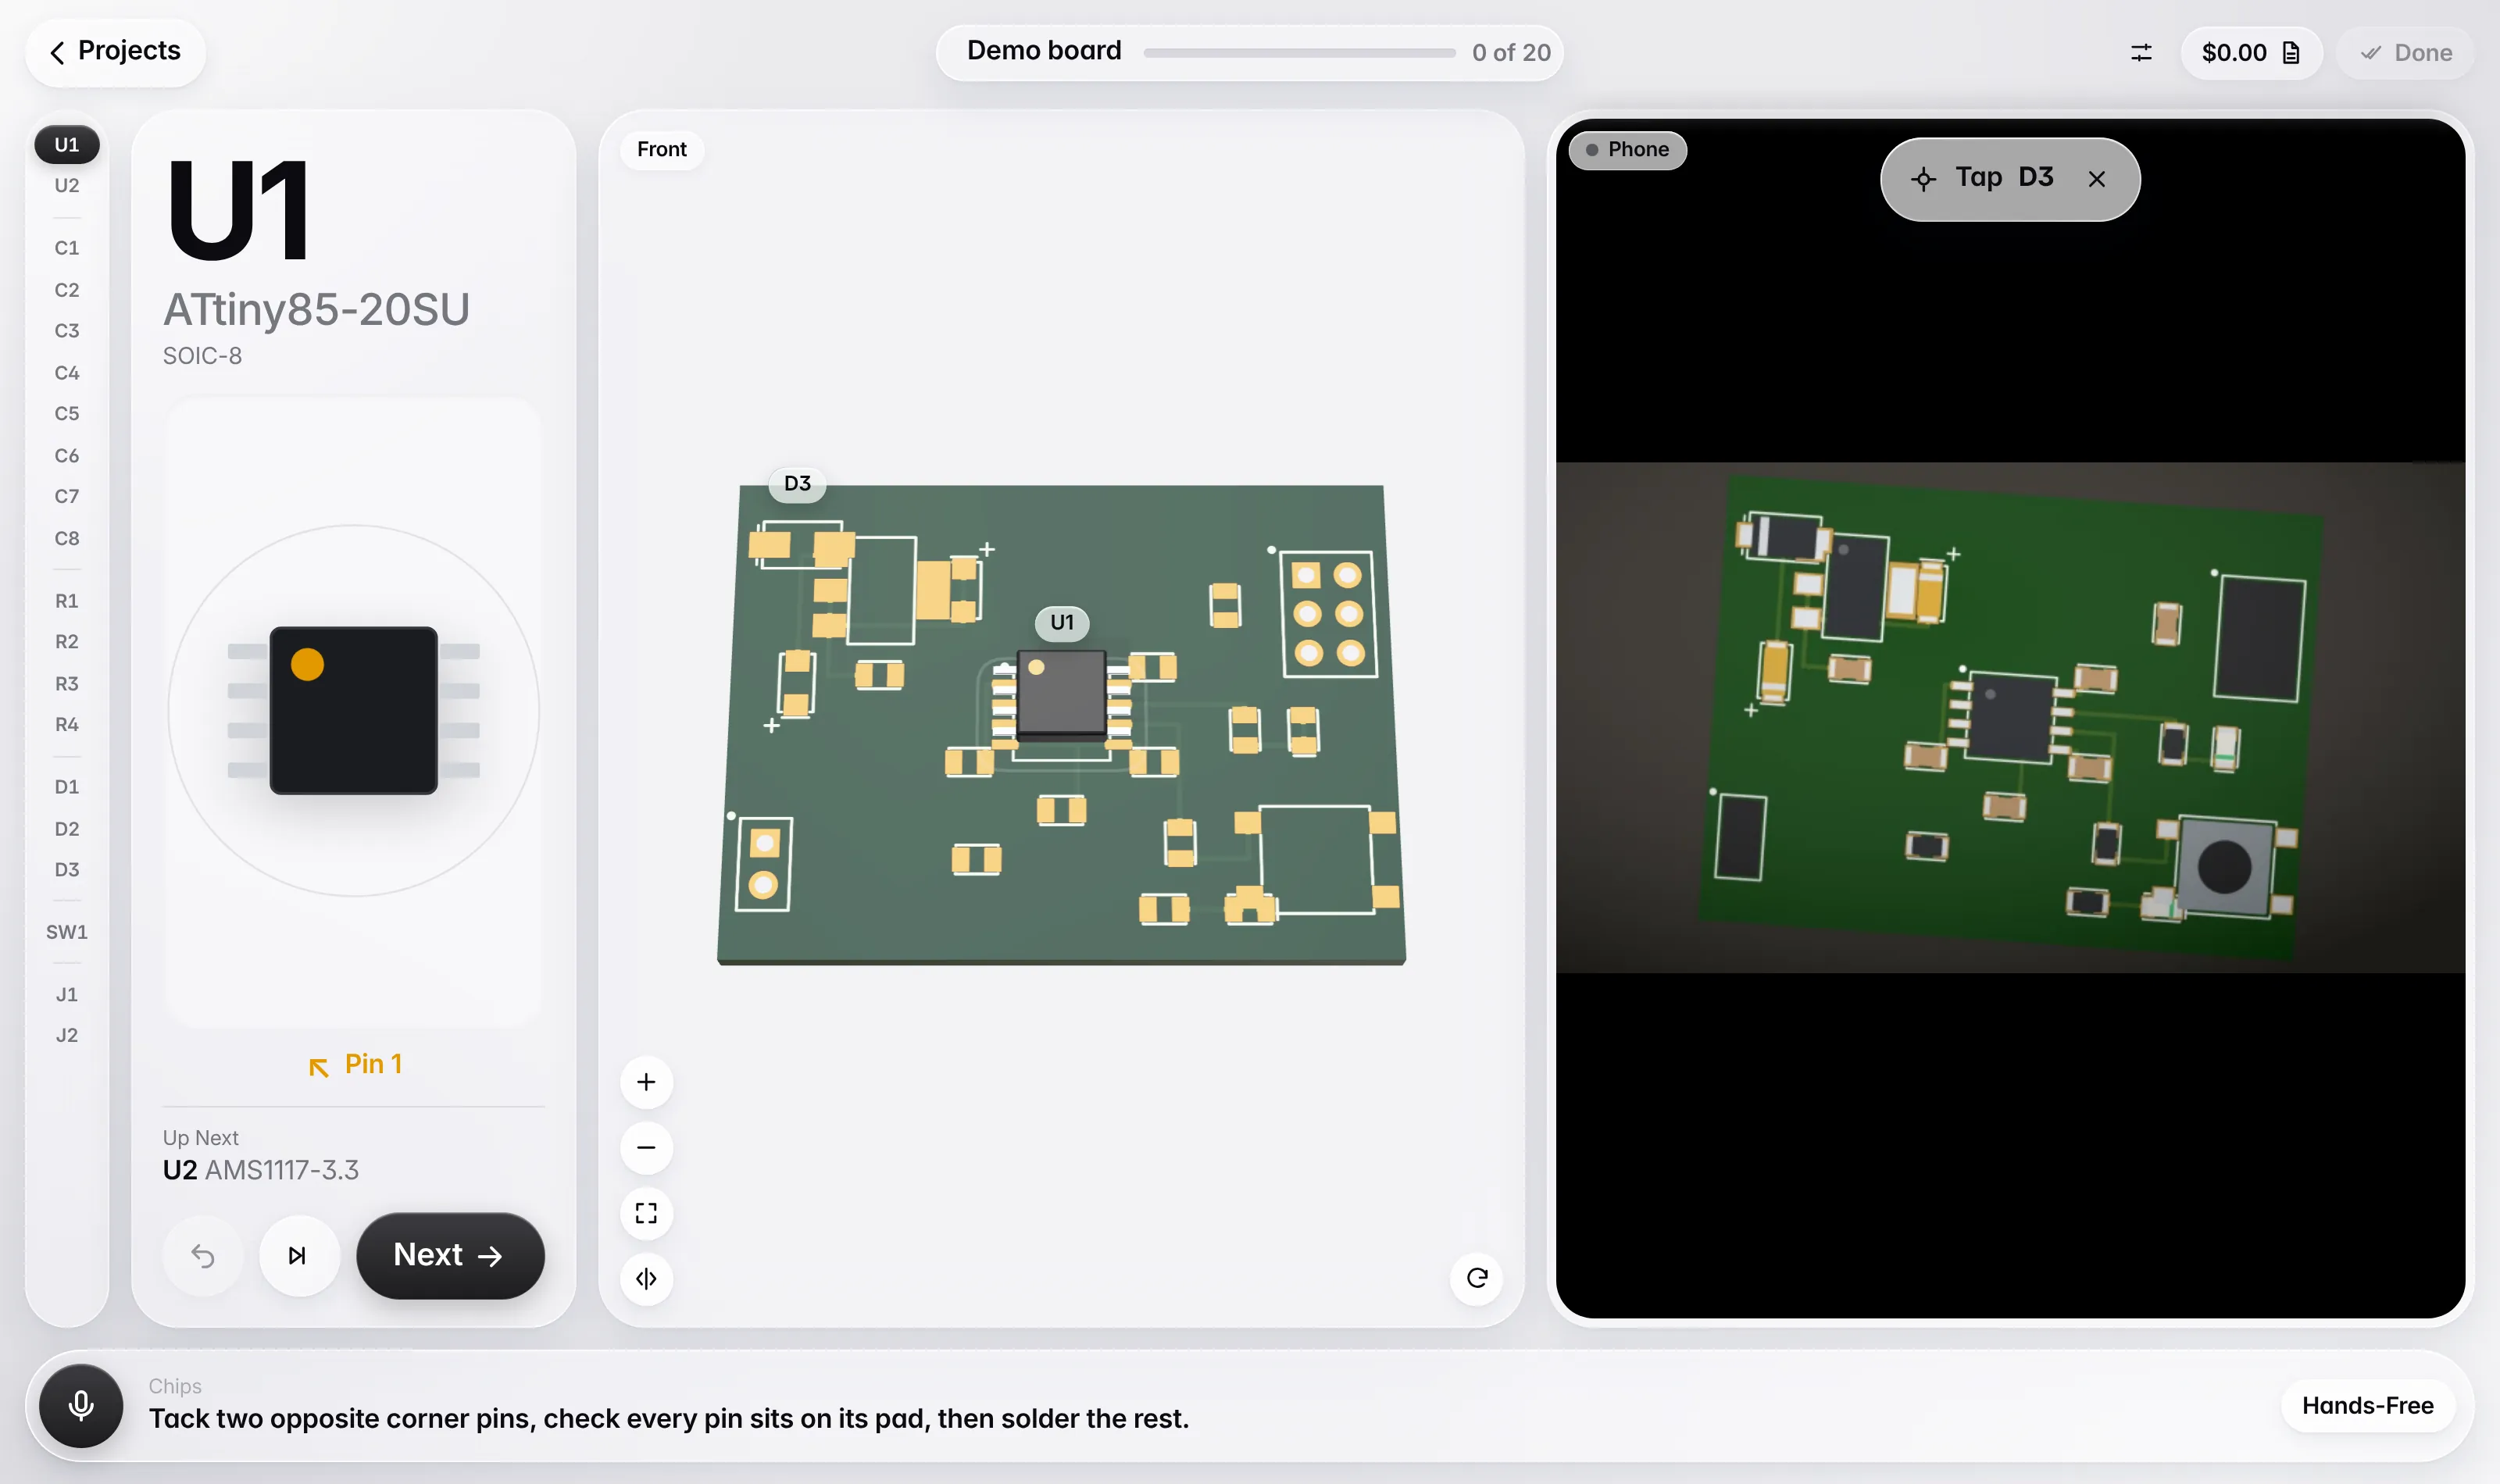 Projects
Demo board 0 of 20
$0.00
Done
U1
U2
C1
C2
C3
C4
C5
C6
C7
C8
R1
R2
R3
R4
D1
D2
D3
SW1
J1
J2
U1
ATtiny85-20SU
SOIC-8
Pin 1
Up Next
U2 AMS1117-3.3
Next
Front
D3
+
U1
+
Phone
Tap D3
+
+
Chips
Tack two opposite corner pins, check every pin sits on its pad, then solder the rest.
Hands-Free